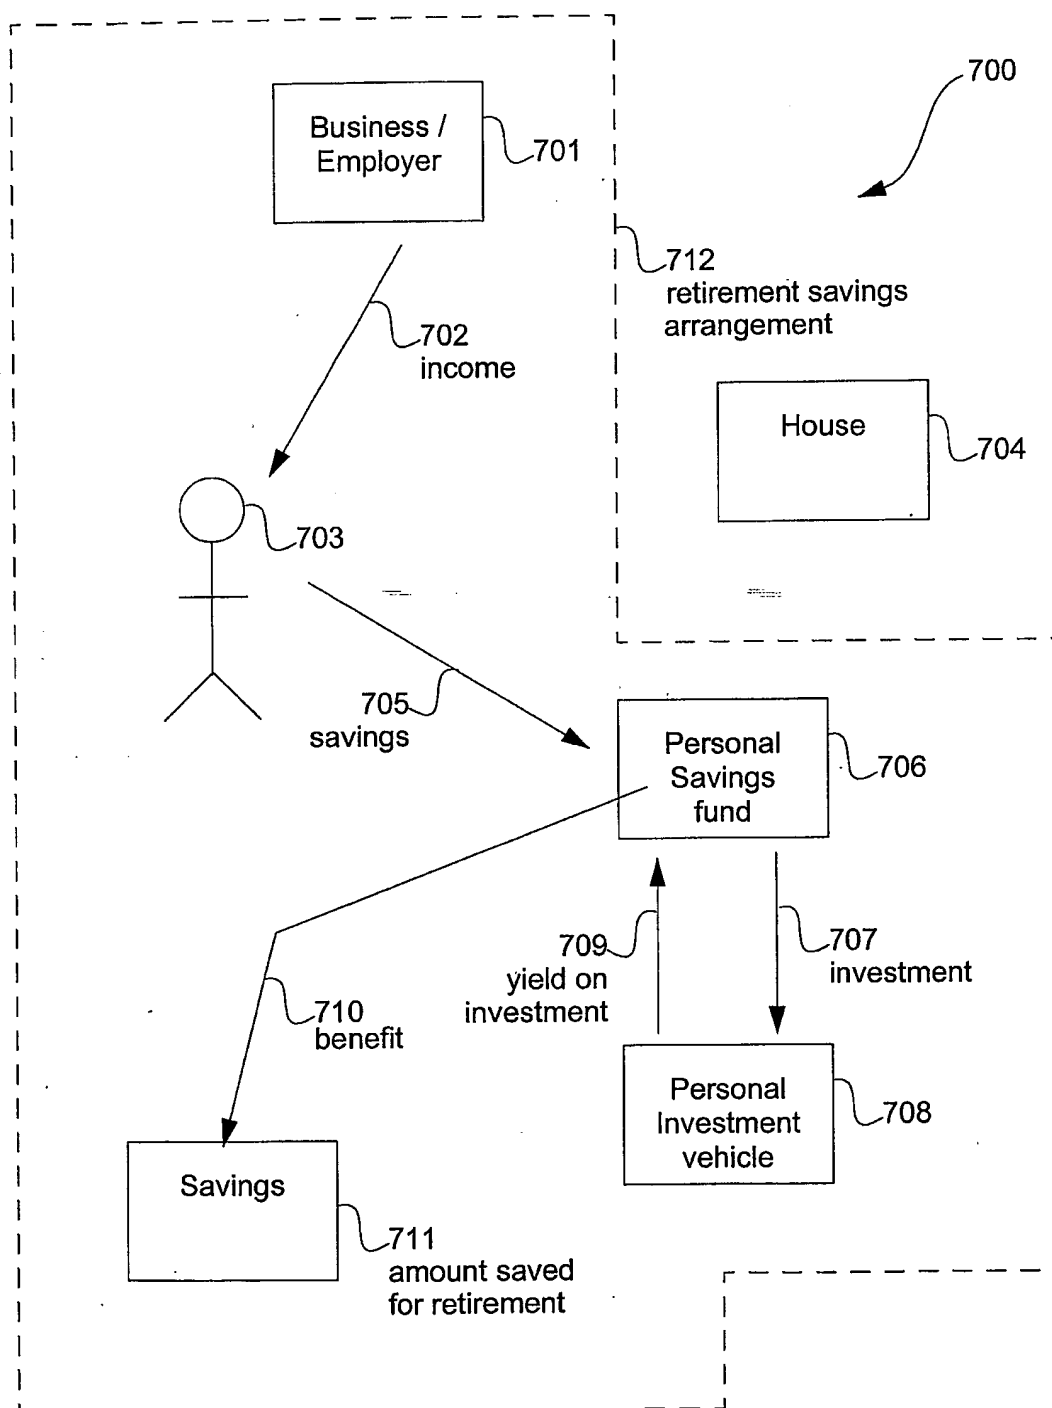 700
Business /
Employer
701
712
retirement savings
arrangement
702
income
House
704
703
705
savings
Personal
Savings
fund
706
709
yield on
investment
707
investment
710
benefit
Personal
Investment
vehicle
708
Savings
711
amount saved
for retirement